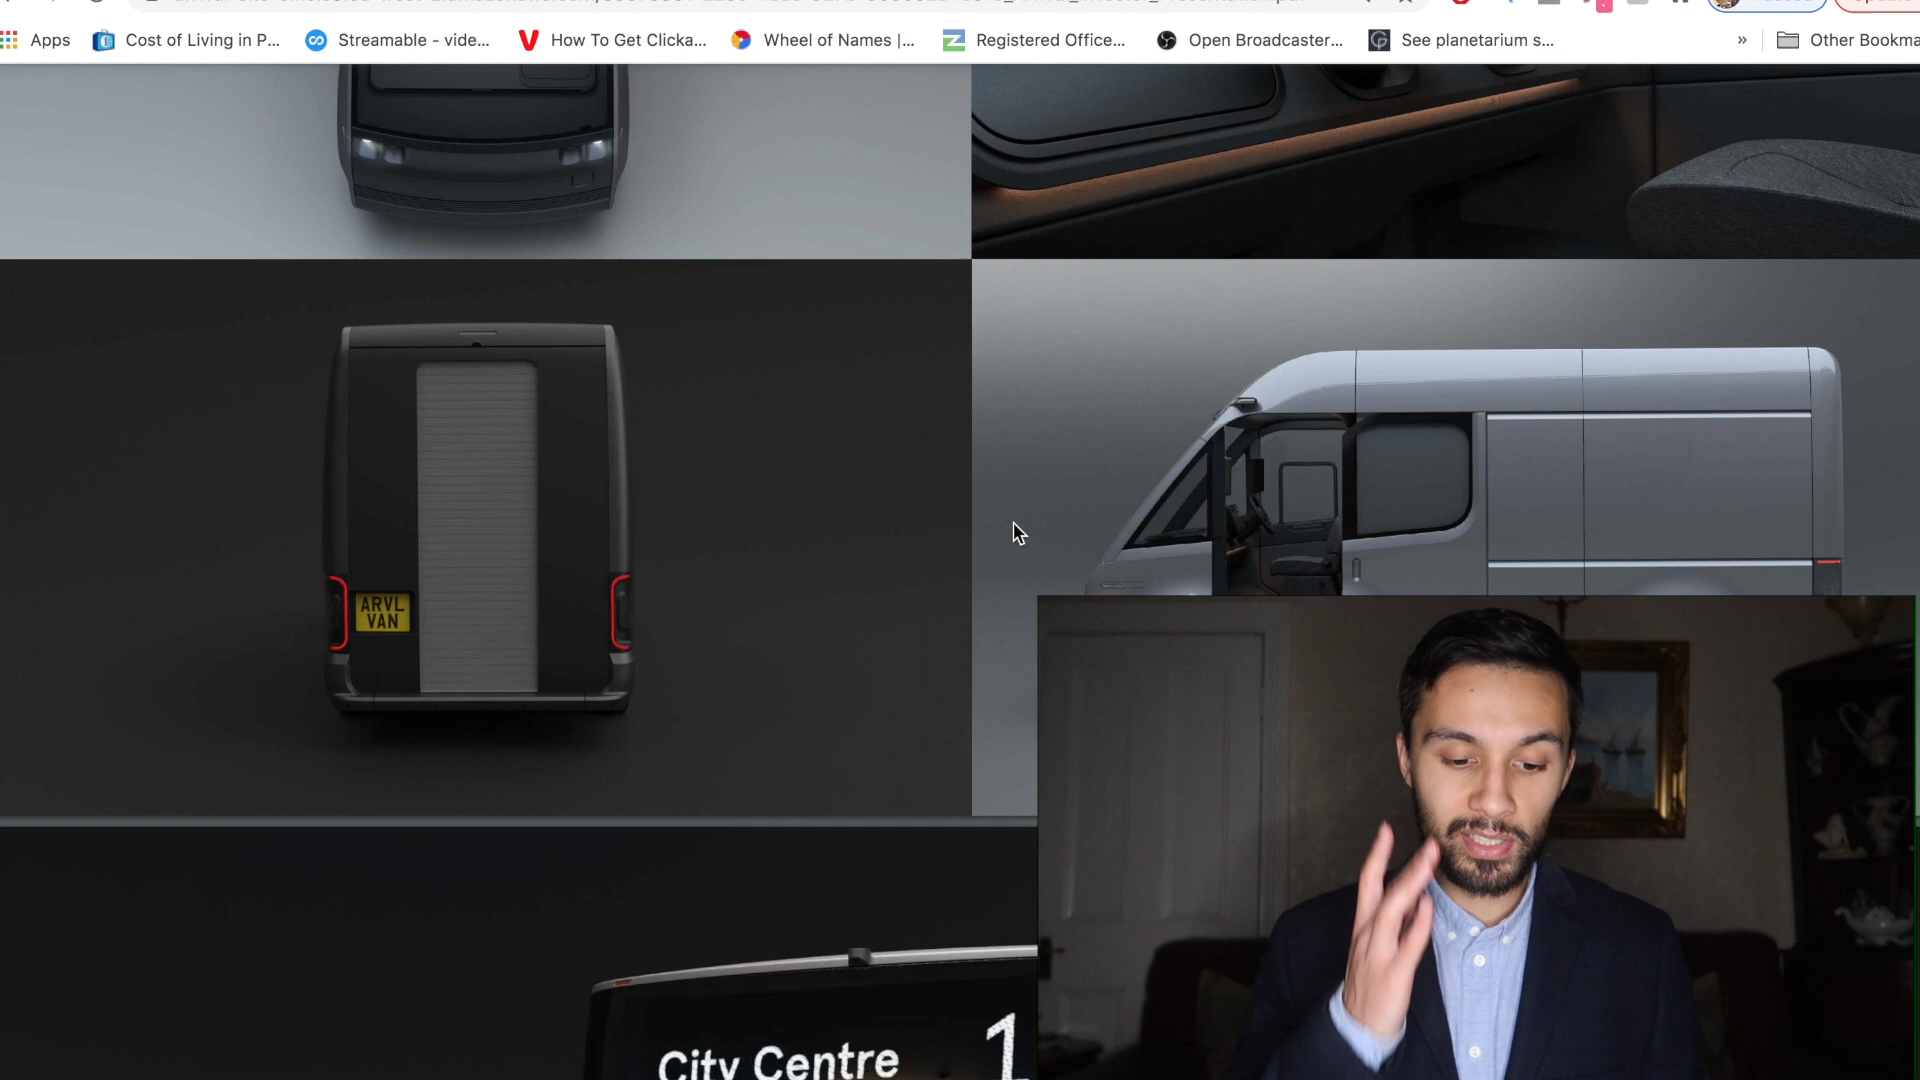 Apps Cost of Living in P... Streamable - vide... How To Get Clicka... Wheel of Names |... Registered Office... Open Broadcaster... See planetarium s... » Other Bookma
ARVL
VAN
City Centre 1